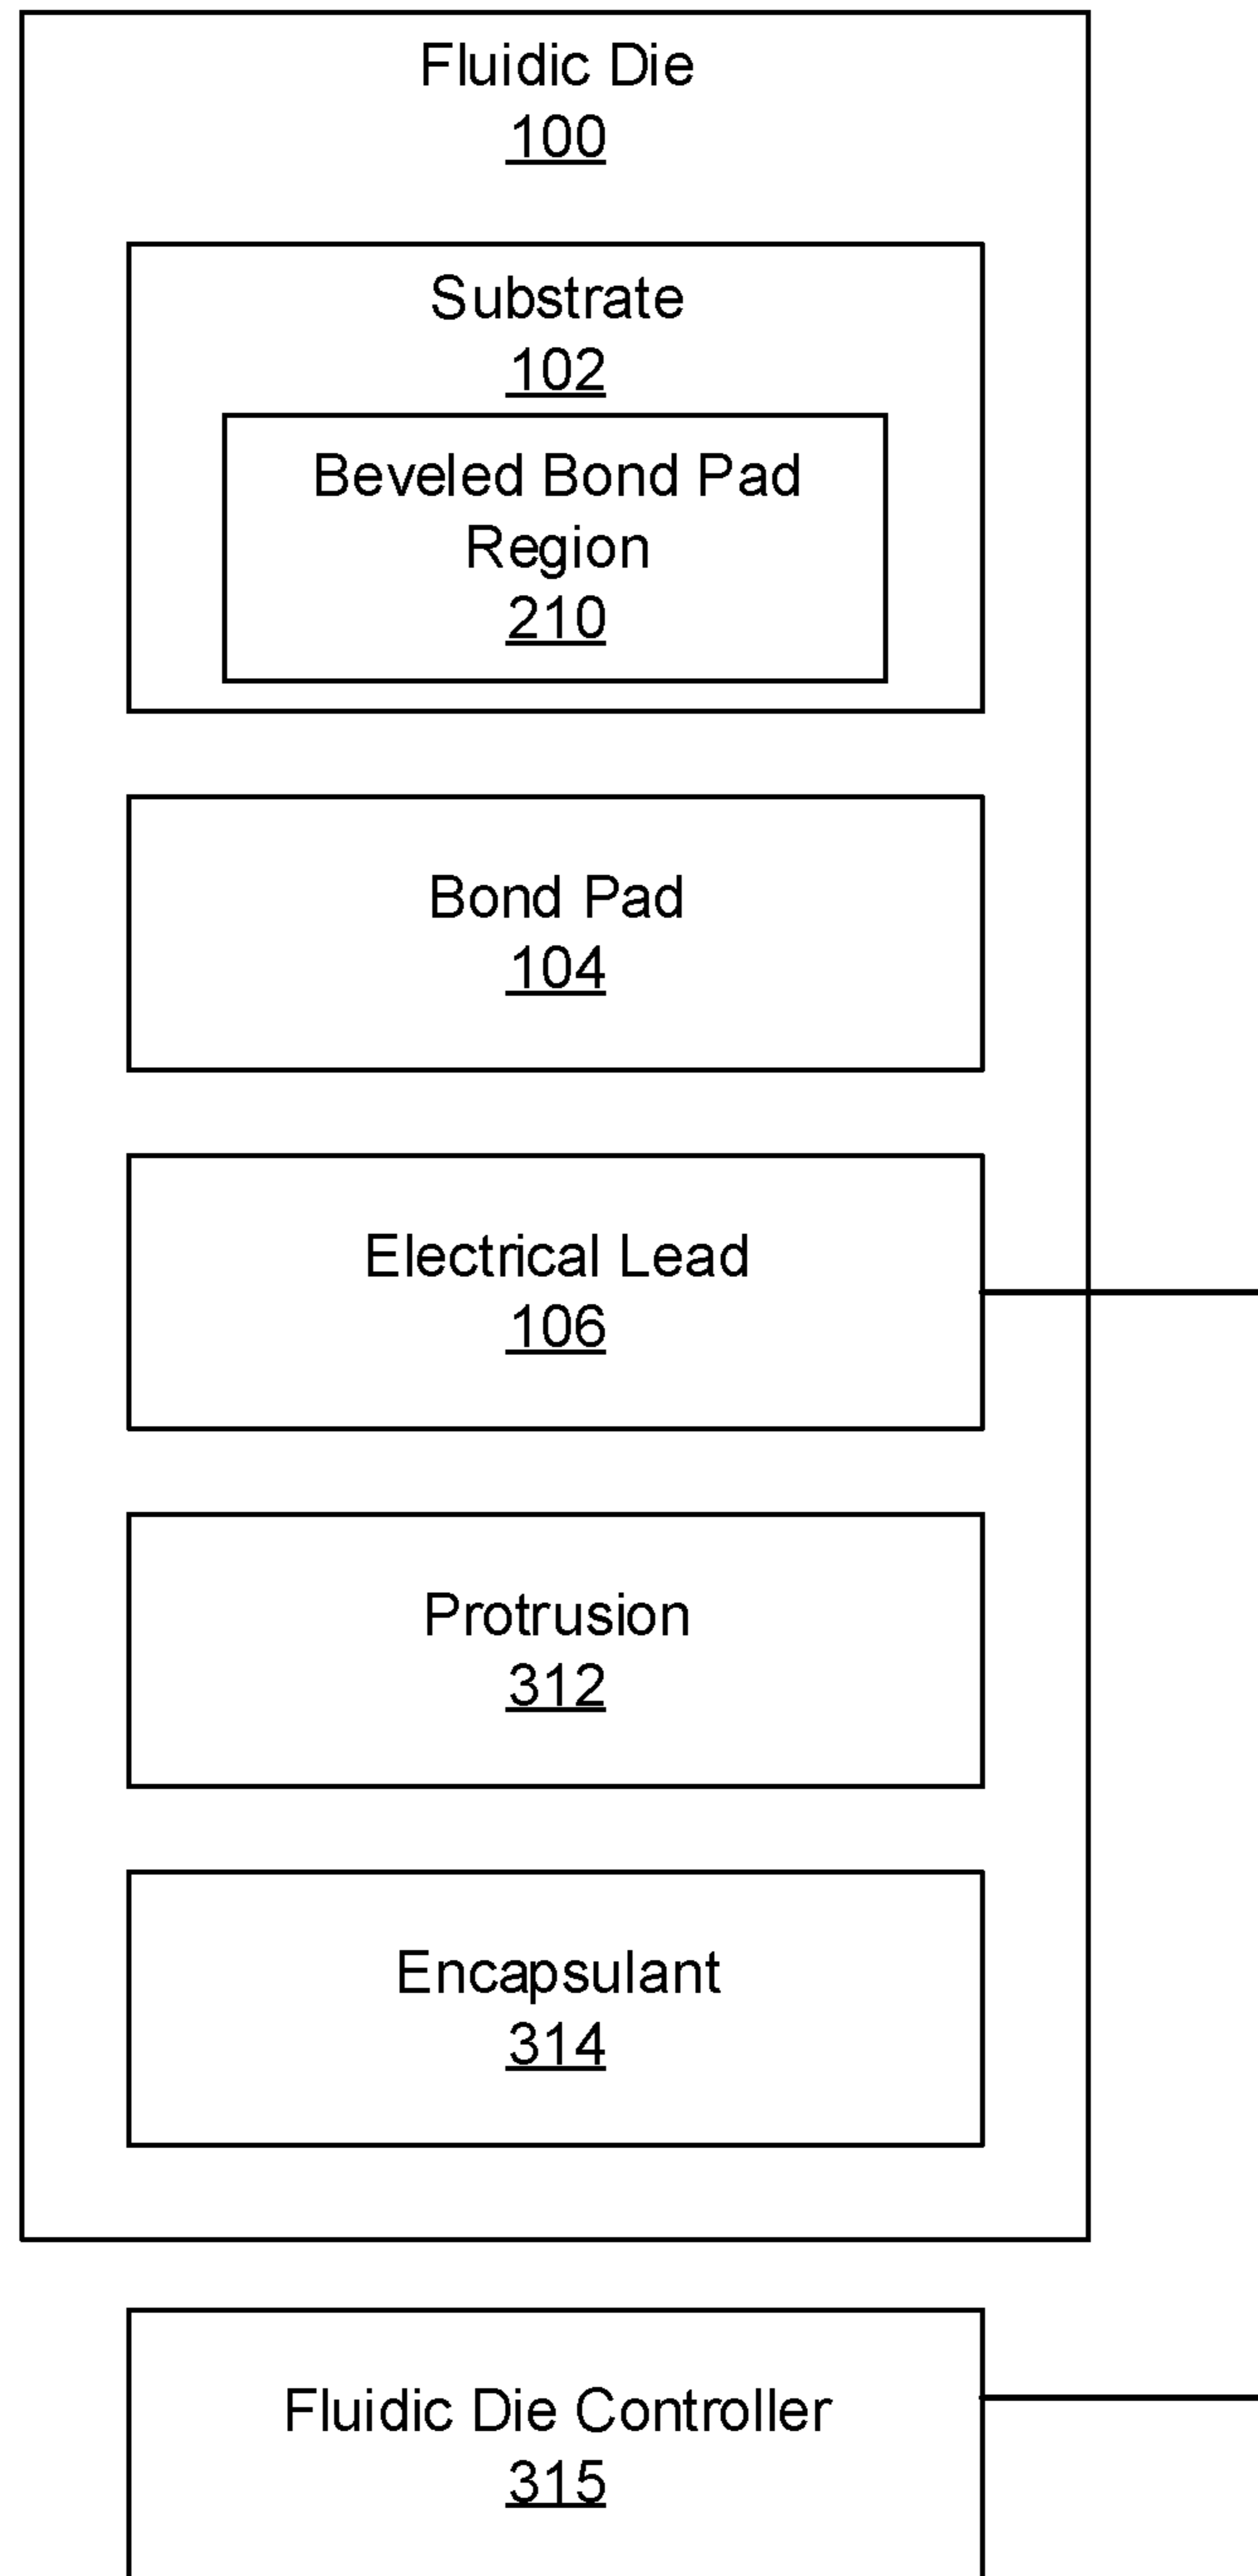 Fluidic Die
100
Substrate
102
Beveled Bond Pad
Region
210
Bond Pad
104
Electrical Lead
106
Protrusion
312
Encapsulant
314
Fluidic Die Controller
315